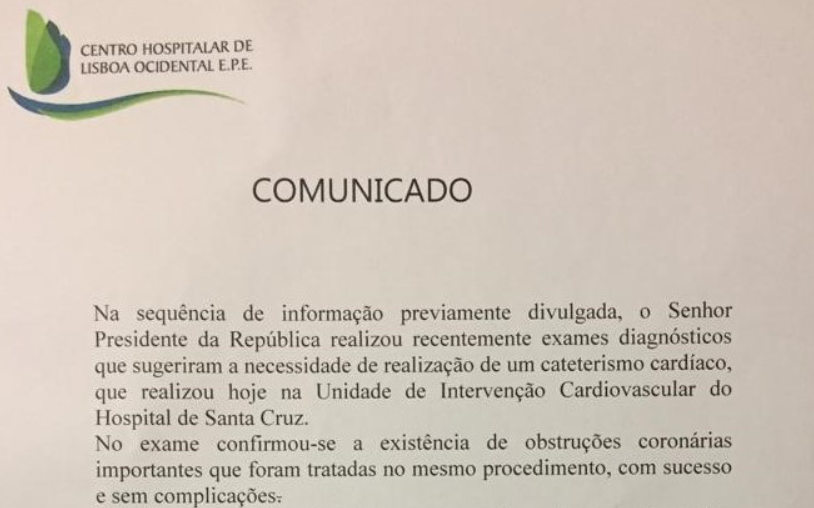 CENTRO HOSPITALAR DE
LISBOA OCIDENTAL E.P.E.
COMUNICADO
Na sequência de informação previamente divulgada, o Senhor
Presidente da República realizou recentemente exames diagnósticos
que sugeriram a necessidade de realização de um cateterismo cardíaco,
que realizou hoje na Unidade de Intervenção Cardiovascular do
Hospital de Santa Cruz.
No exame confirmou-se a existência de obstruções coronárias
importantes que foram tratadas no mesmo procedimento, com sucesso
e sem complicações.